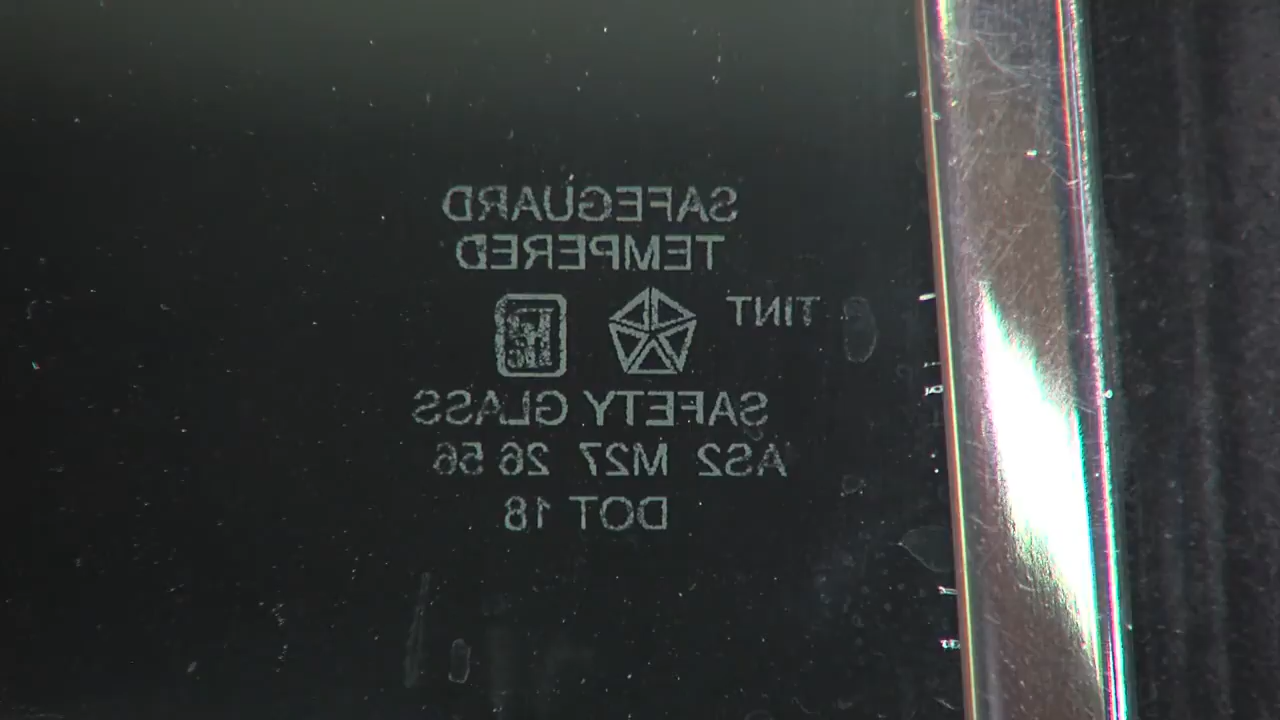 SAFEGUARD
TEMPERED
TINT
SAFETY GLASS
AS2 M27 26 56
DOT 18